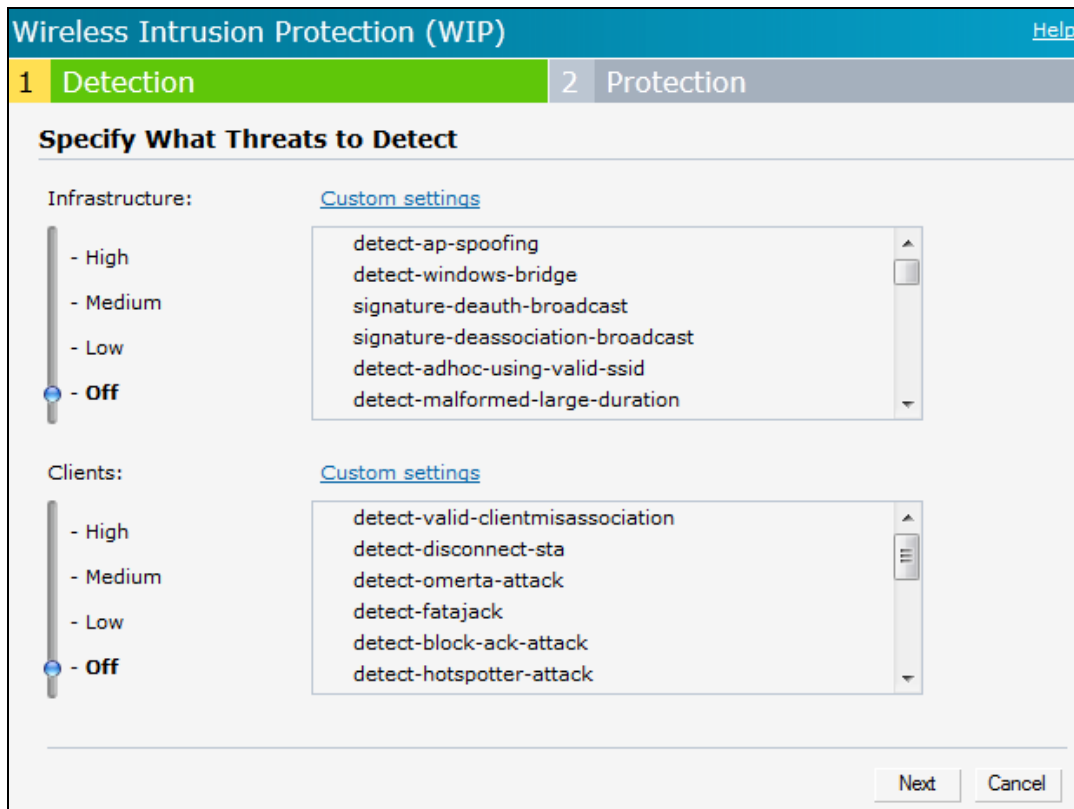 Wireless Intrusion Protection (WIP) Help
1 Detection 2 Protection
Specify What Threats to Detect
Infrastructure: Custom settings
- High
- Medium
- Low
- Off
detect-ap-spoofing
detect-windows-bridge
signature-deauth-broadcast
signature-deassociation-broadcast
detect-adhoc-using-valid-ssid
detect-malformed-large-duration
Clients: Custom settings
- High
- Medium
- Low
- Off
detect-valid-clientmisassociation
detect-disconnect-sta
detect-omerta-attack
detect-fatajack
detect-block-ack-attack
detect-hotspotter-attack
Next Cancel